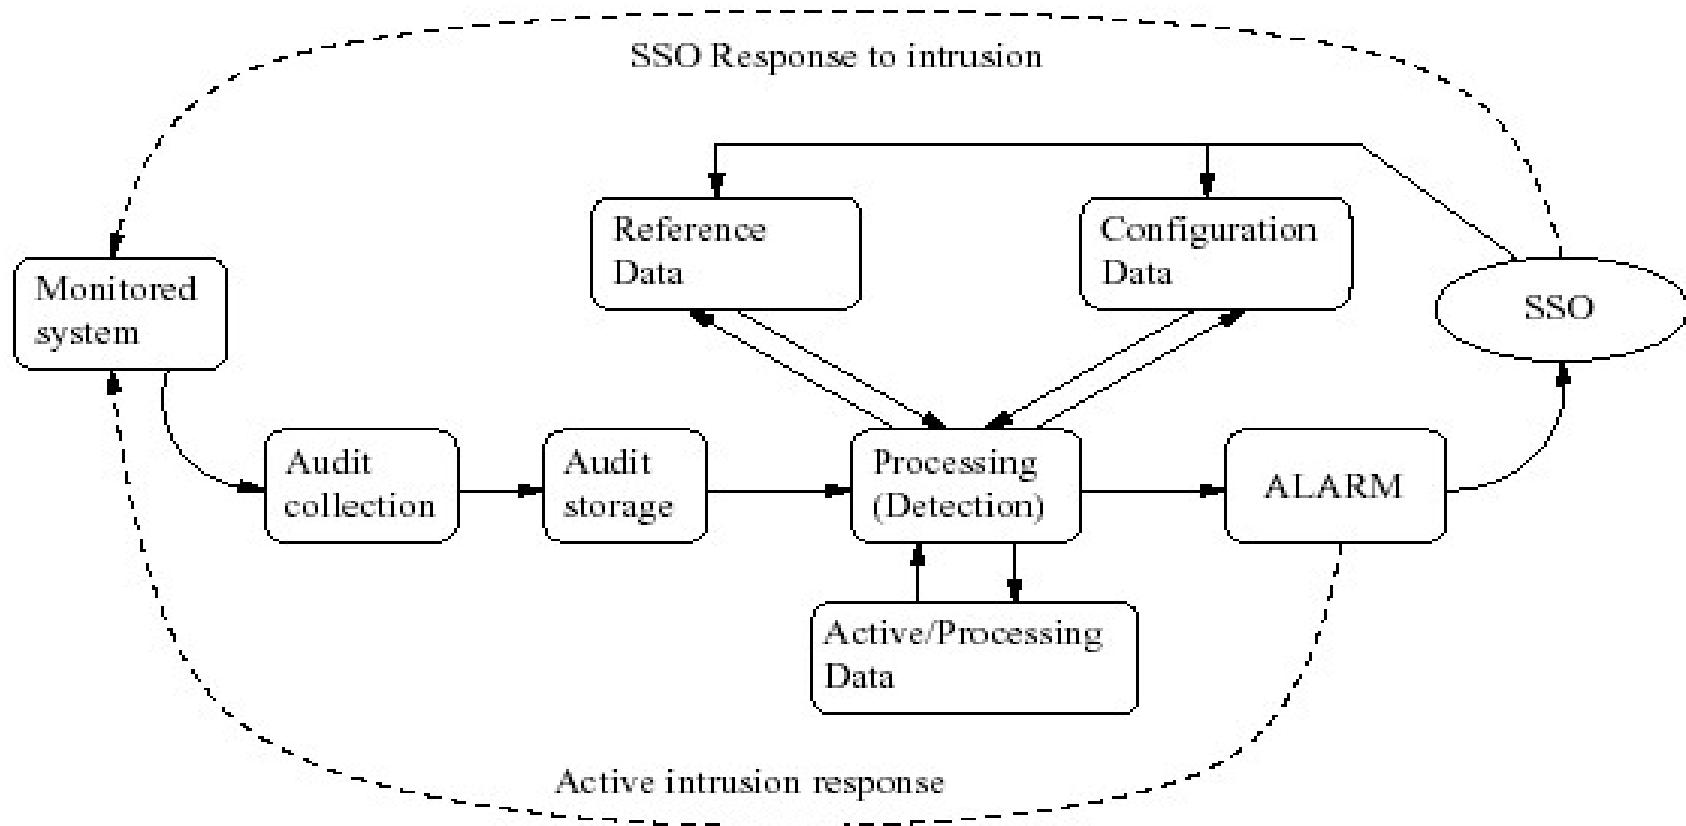 SSO Response to intrusion
Reference
Data
Configuration
Data
Monitored
system
SSO
Audit
collection
Audit
storage
Processing
(Detection)
ALARM
Active/Processing
Data
Active intrusion response